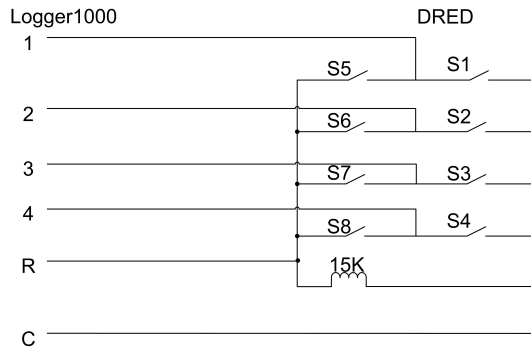 Logger1000 DRED
1
S5 S1
2
S6 S2
3
S7 S3
4
S8 S4
R
15K
C